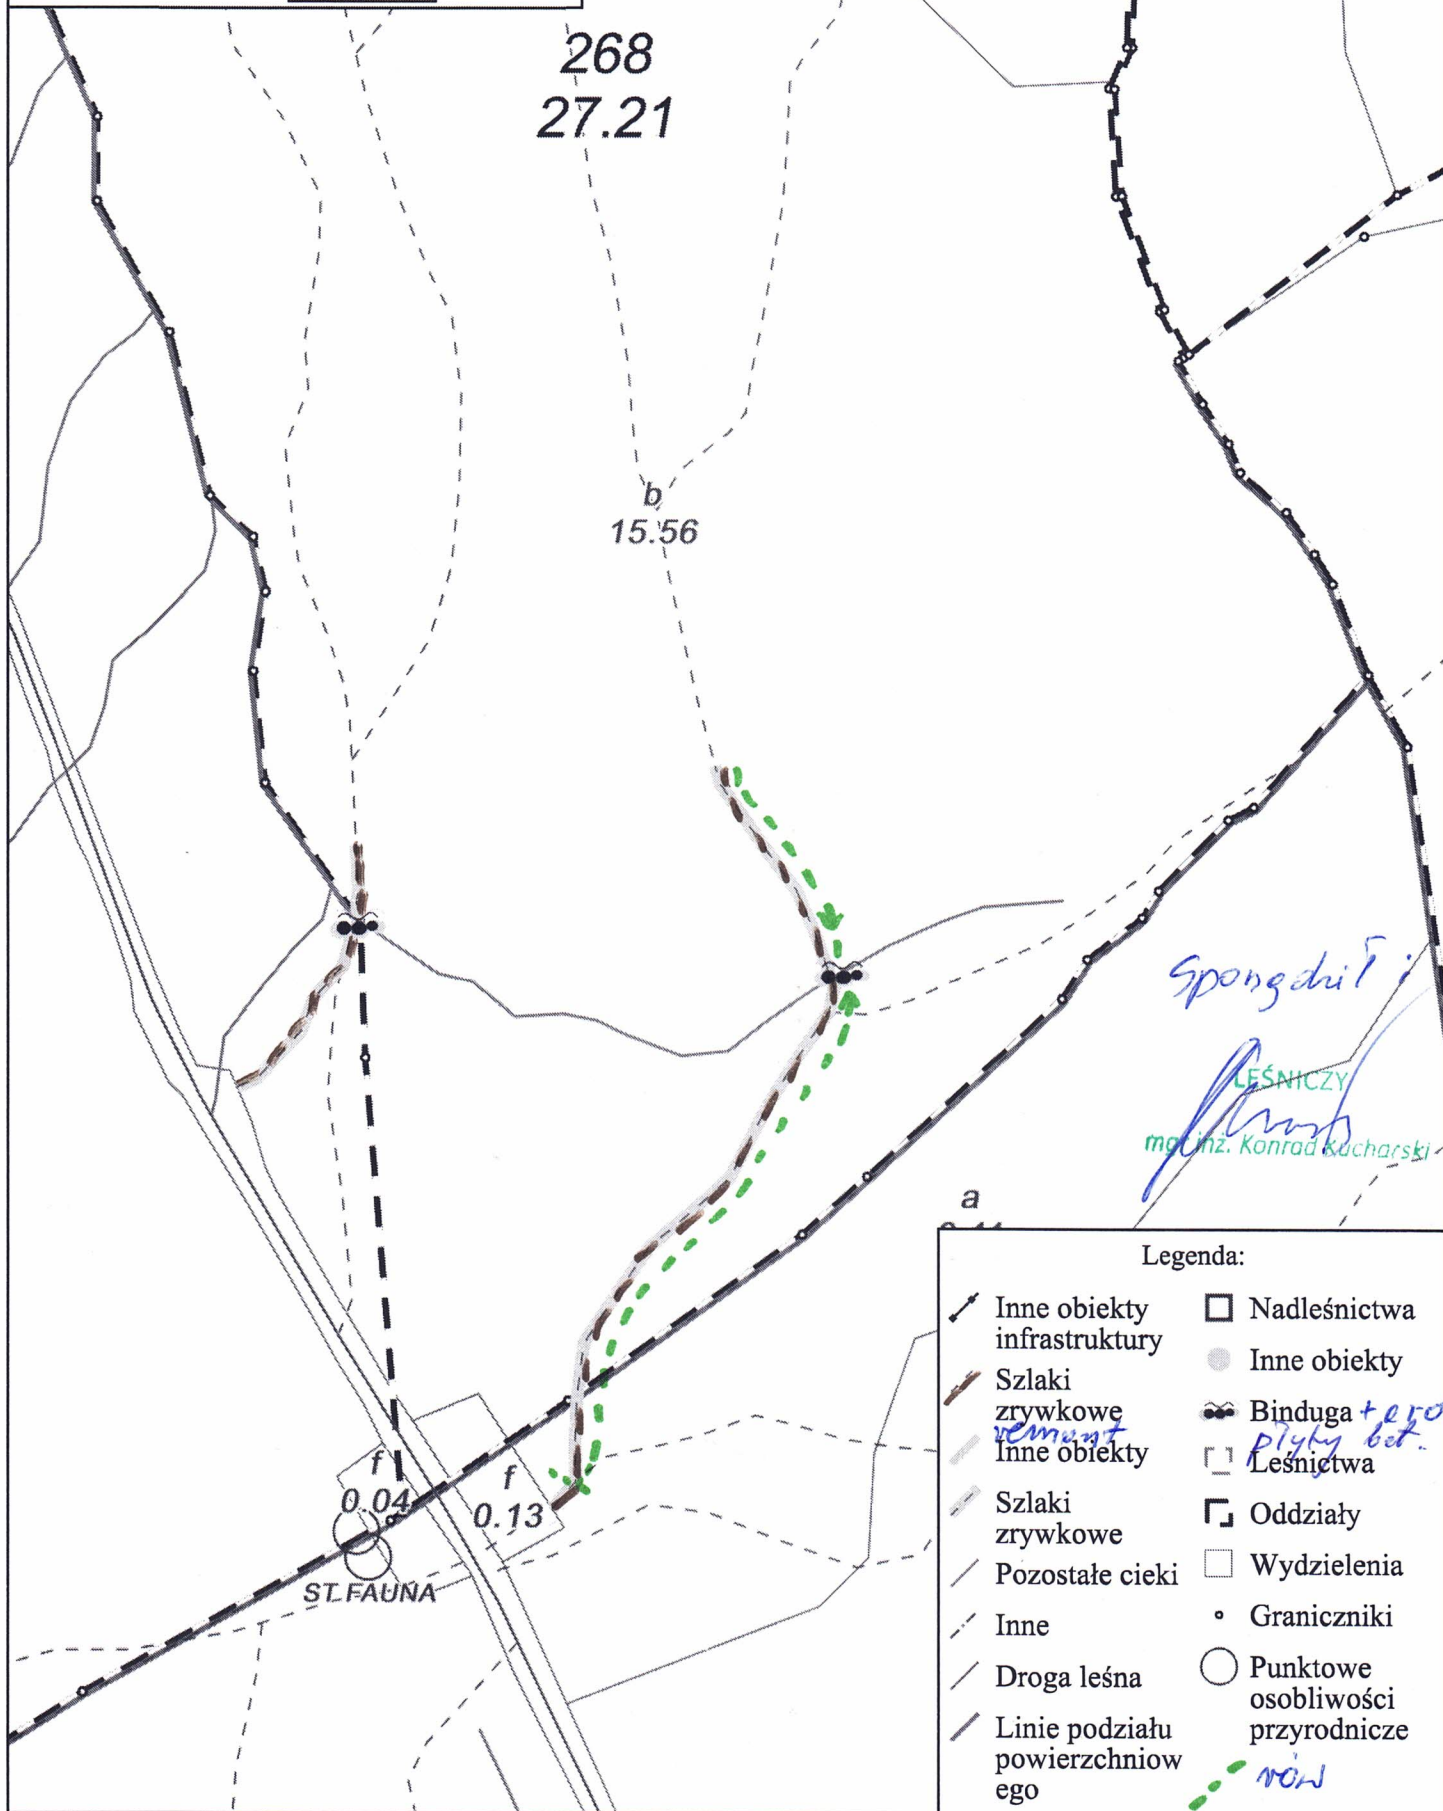 268
27.21
b
15.56
Sporządził:
LEŚNICZY
mgr inż. Konrad Kucharski
a
f
0.04
f
0.13
ST.FAUNA
Legenda:
Inne obiekty
infrastruktury
Szlaki
zrywkowe
remont
Inne obiekty
Szlaki
zrywkowe
Pozostałe cieki
Inne
Droga leśna
Linie podziału
powierzchniow
ego
Nadleśnictwa
Inne obiekty
Binduga +
płyty bet.
Leśnictwa
Oddziały
Wydzielenia
Graniczniki
Punktowe
osobliwości
przyrodnicze
rów